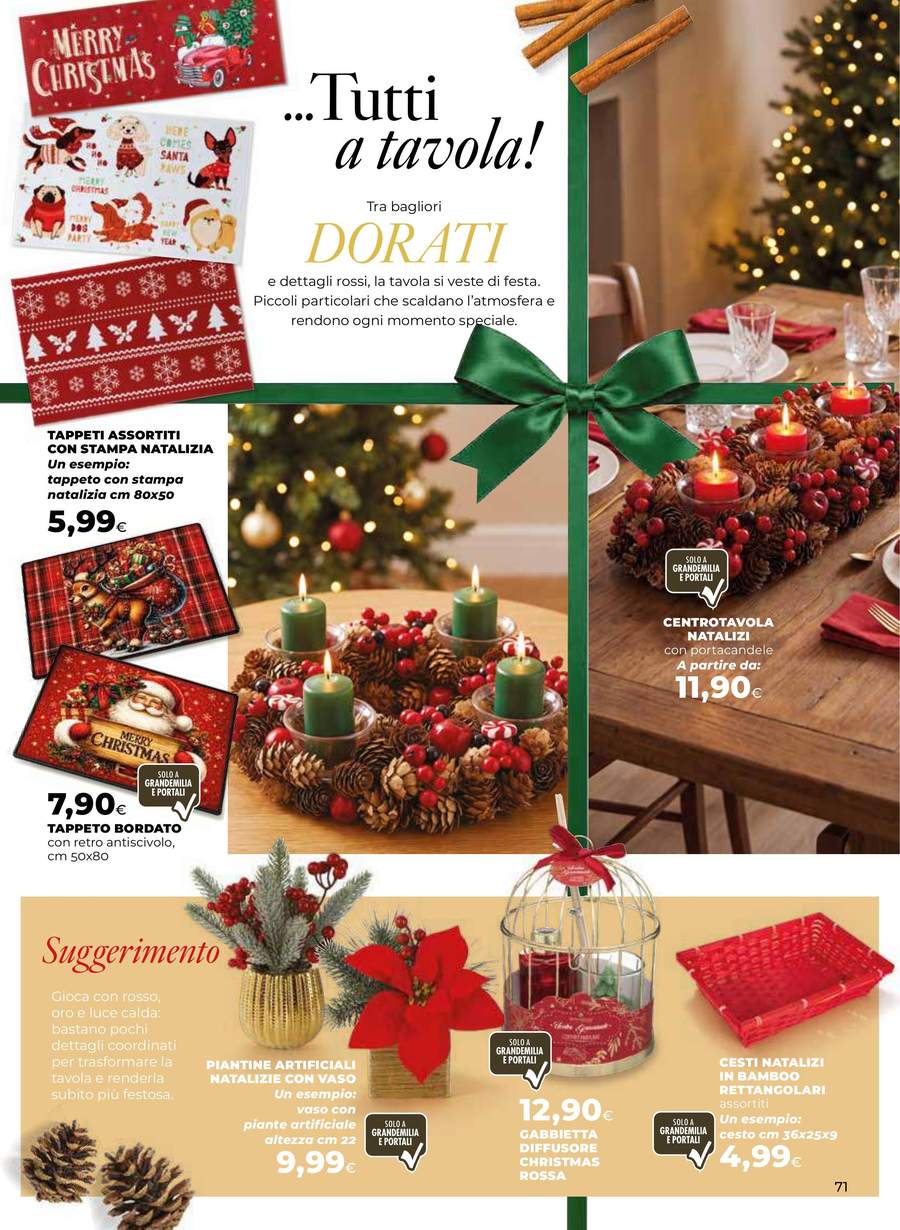 MERRY
CHRISTMAS
HO
HO
HO
HERE
COMES
SANTA
PAWS
MERRY
CHRISTMAS
MERRY
DOG
PARTY
HAPPY
NEW
YEAR
...Tutti
a tavola!
Tra bagliori
DORATI
e dettagli rossi, la tavola si veste di festa.
Piccoli particolari che scaldano l'atmosfera e
rendono ogni momento speciale.
TAPPETI ASSORTITI
CON STAMPA NATALIZIA
Un esempio:
tappeto con stampa
natalizia cm 80x50
5,99€
MERRY
CHRISTMAS
SOLO A
GRANDEMILIA
E PORTALI
7,90€
TAPPETO BORDATO
con retro antiscivolo,
cm 50x80
SOLO A
GRANDEMILIA
E PORTALI
CENTROTAVOLA
NATALIZI
con portacandele
A partire da:
11,90€
Suggerimento
Gioca con rosso,
oro e luce calda:
bastano pochi
dettagli coordinati
per trasformare la
tavola e renderla
subito più festosa.
PIANTINE ARTIFICIALI
NATALIZIE CON VASO
Un esempio:
vaso con
piante artificiale
altezza cm 22
9,99€
SOLO A
GRANDEMILIA
E PORTALI
SOLO A
GRANDEMILIA
E PORTALI
12,90€
GABBIETTA
DIFFUSORE
CHRISTMAS
ROSSA
CESTI NATALIZI
IN BAMBOO
RETTANGOLARI
assortiti
Un esempio:
cesto cm 36x25x9
4,99€
SOLO A
GRANDEMILIA
E PORTALI
71